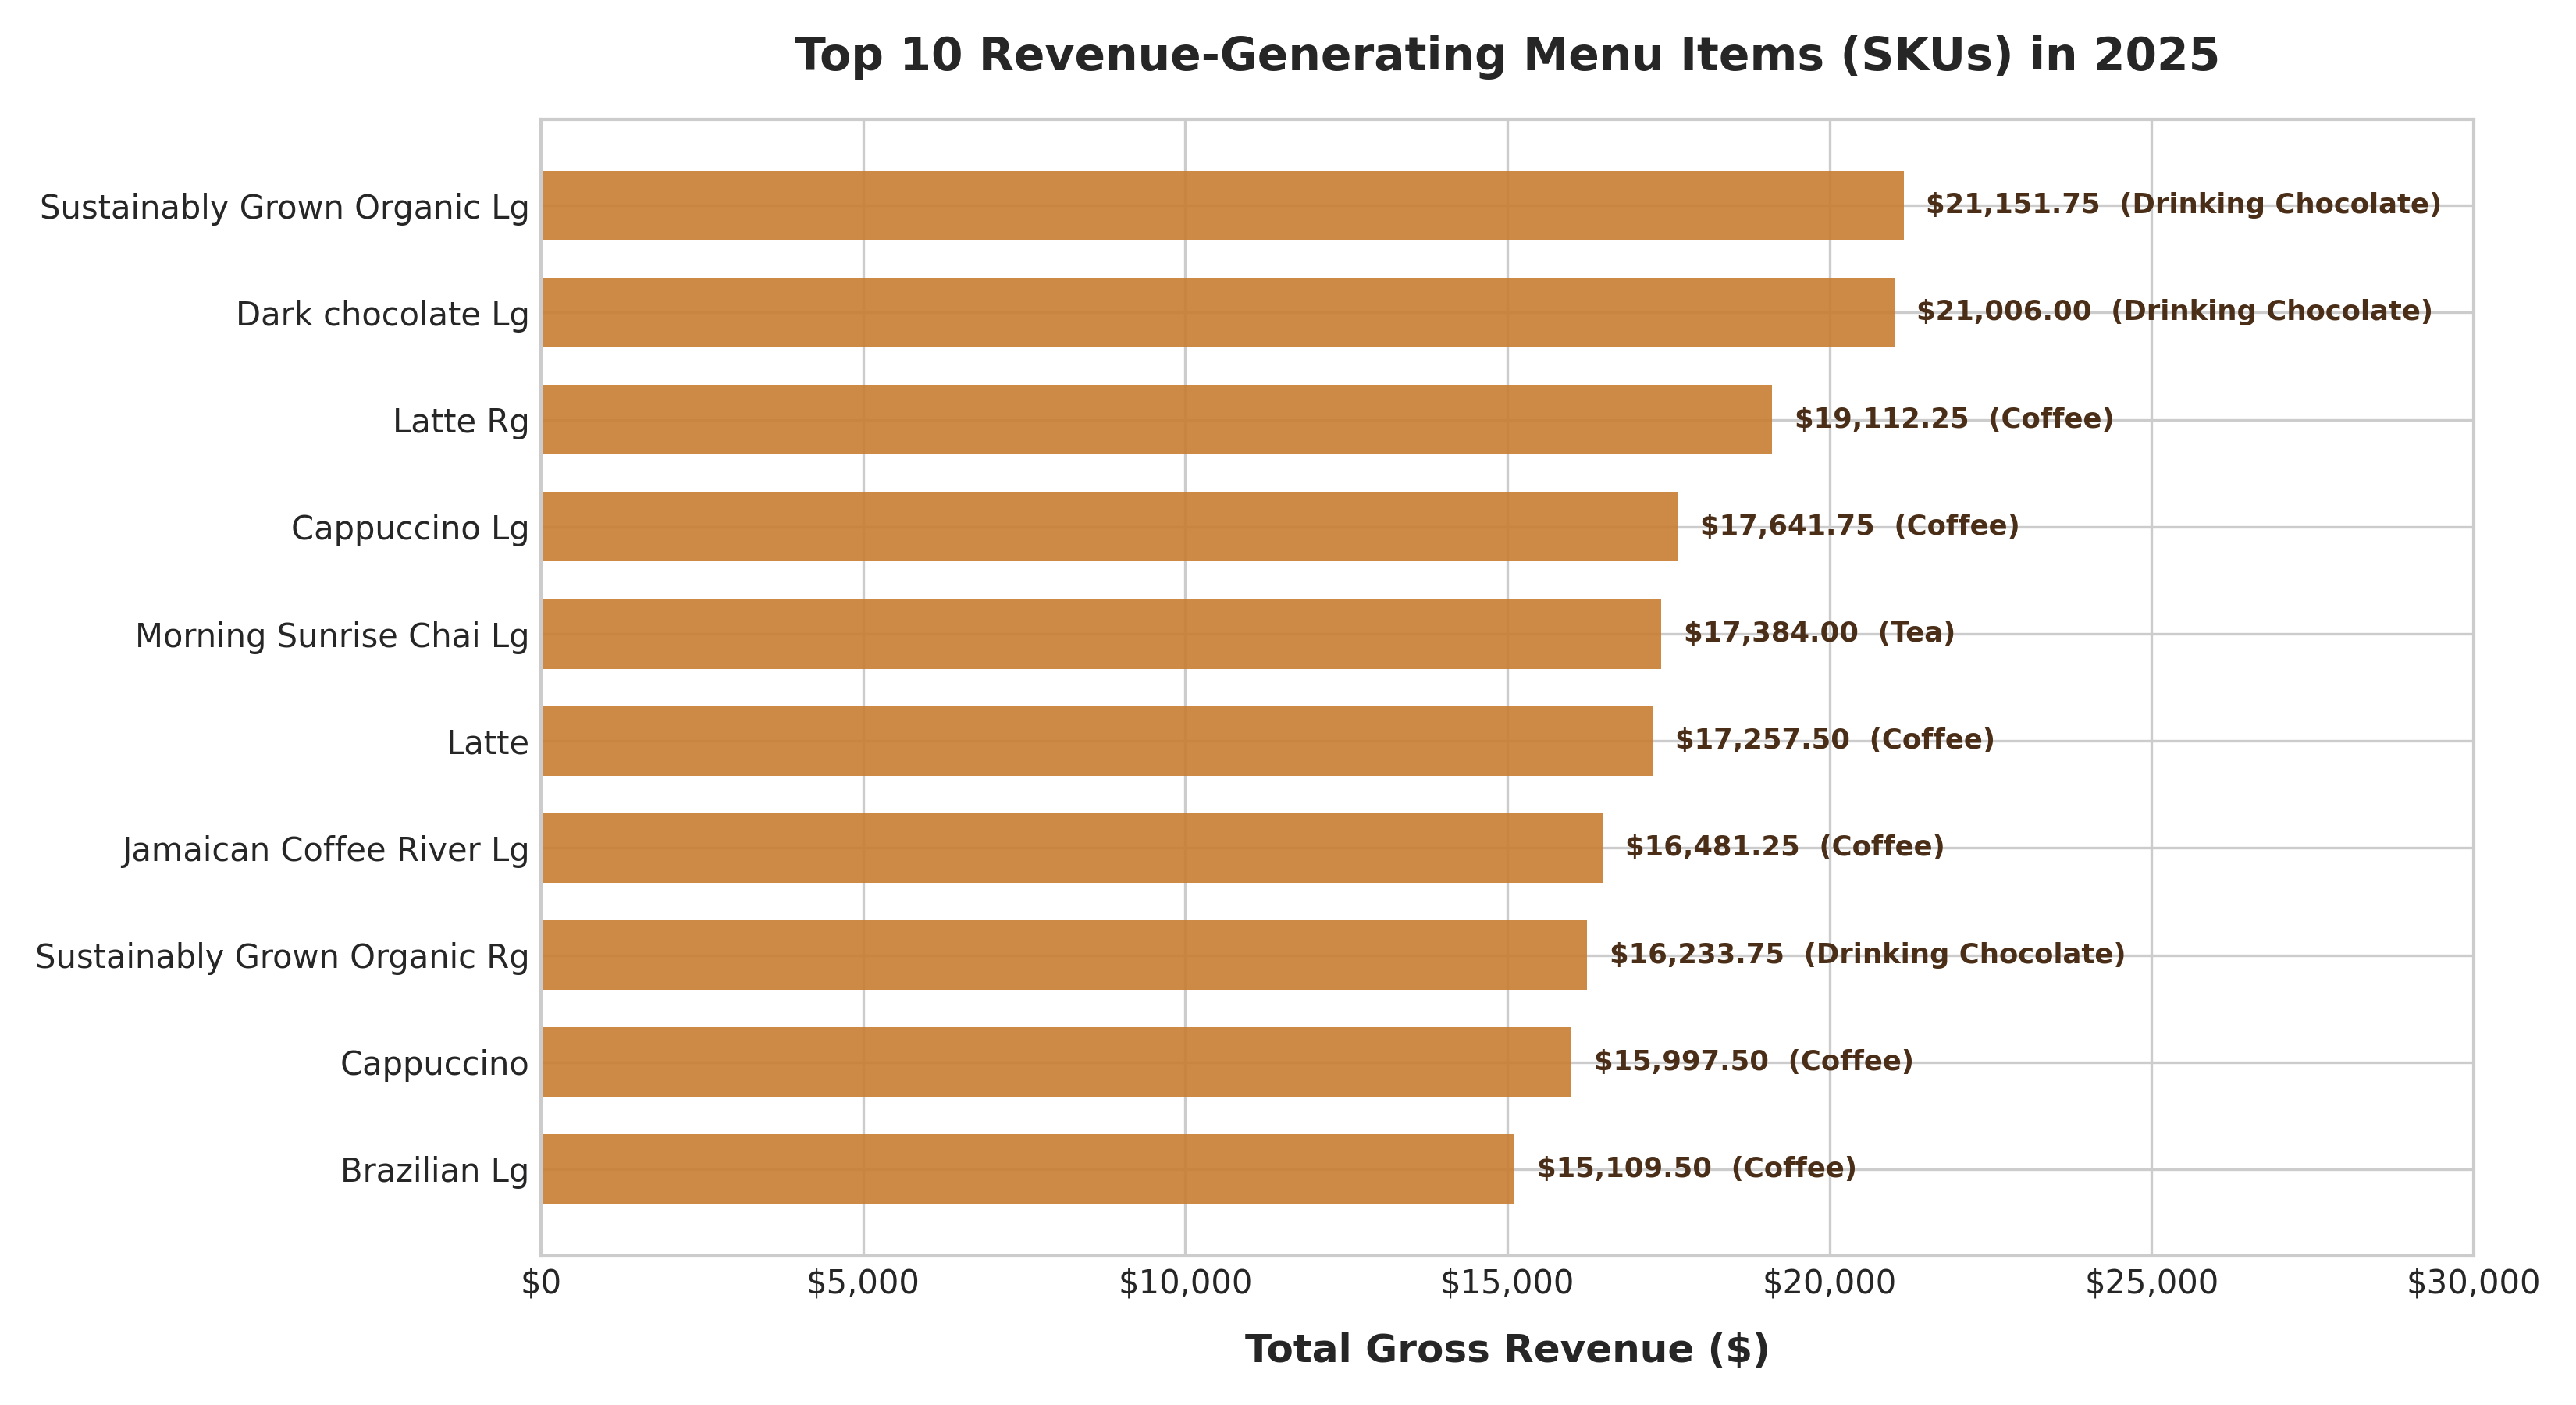 Top 10 Revenue-Generating Menu Items (SKUs) in 2025
Sustainably Grown Organic Lg $21,151.75 (Drinking Chocolate)
Dark chocolate Lg $21,006.00 (Drinking Chocolate)
Latte Rg $19,112.25 (Coffee)
Cappuccino Lg $17,641.75 (Coffee)
Morning Sunrise Chai Lg $17,384.00 (Tea)
Latte $17,257.50 (Coffee)
Jamaican Coffee River Lg $16,481.25 (Coffee)
Sustainably Grown Organic Rg $16,233.75 (Drinking Chocolate)
Cappuccino $15,997.50 (Coffee)
Brazilian Lg $15,109.50 (Coffee)
$0 $5,000 $10,000 $15,000 $20,000 $25,000 $30,000
Total Gross Revenue ($)